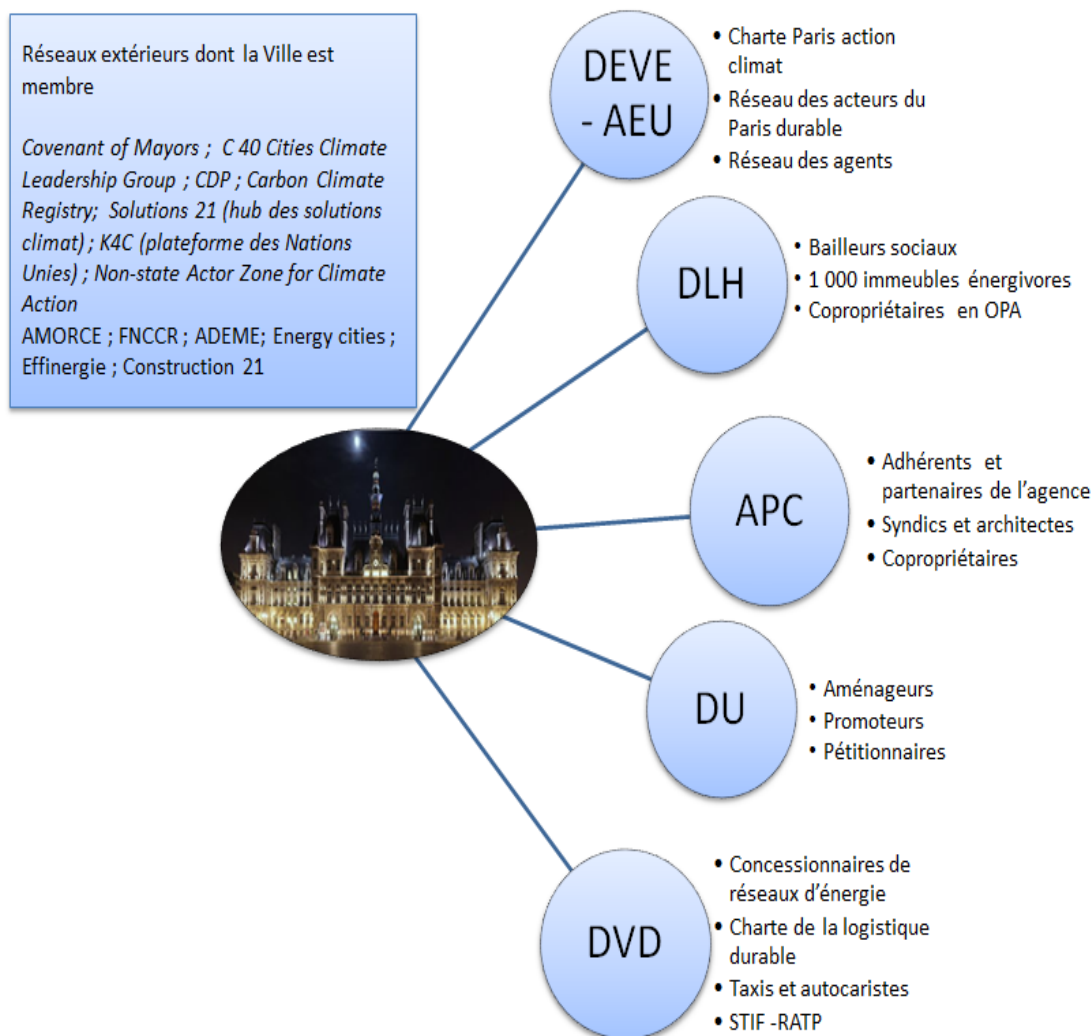 Réseaux extérieurs dont la Ville est
membre
Covenant of Mayors ; C 40 Cities Climate
Leadership Group ; CDP ; Carbon Climate
Registry; Solutions 21 (hub des solutions
climat) ; K4C (plateforme des Nations
Unies) ; Non-state Actor Zone for Climate
Action
AMORCE ; FNCCR ; ADEME; Energy cities ;
Effinergie ; Construction 21
DEVE
- AEU
• Charte Paris action
climat
• Réseau des acteurs du
Paris durable
• Réseau des agents
DLH
• Bailleurs sociaux
• 1 000 immeubles énergivores
• Copropriétaires en OPA
APC
• Adhérents et
partenaires de l'agence
• Syndics et architectes
• Copropriétaires
DU
• Aménageurs
• Promoteurs
• Pétitionnaires
DVD
• Concessionnaires de
réseaux d'énergie
• Charte de la logistique
durable
• Taxis et autocaristes
• STIF -RATP